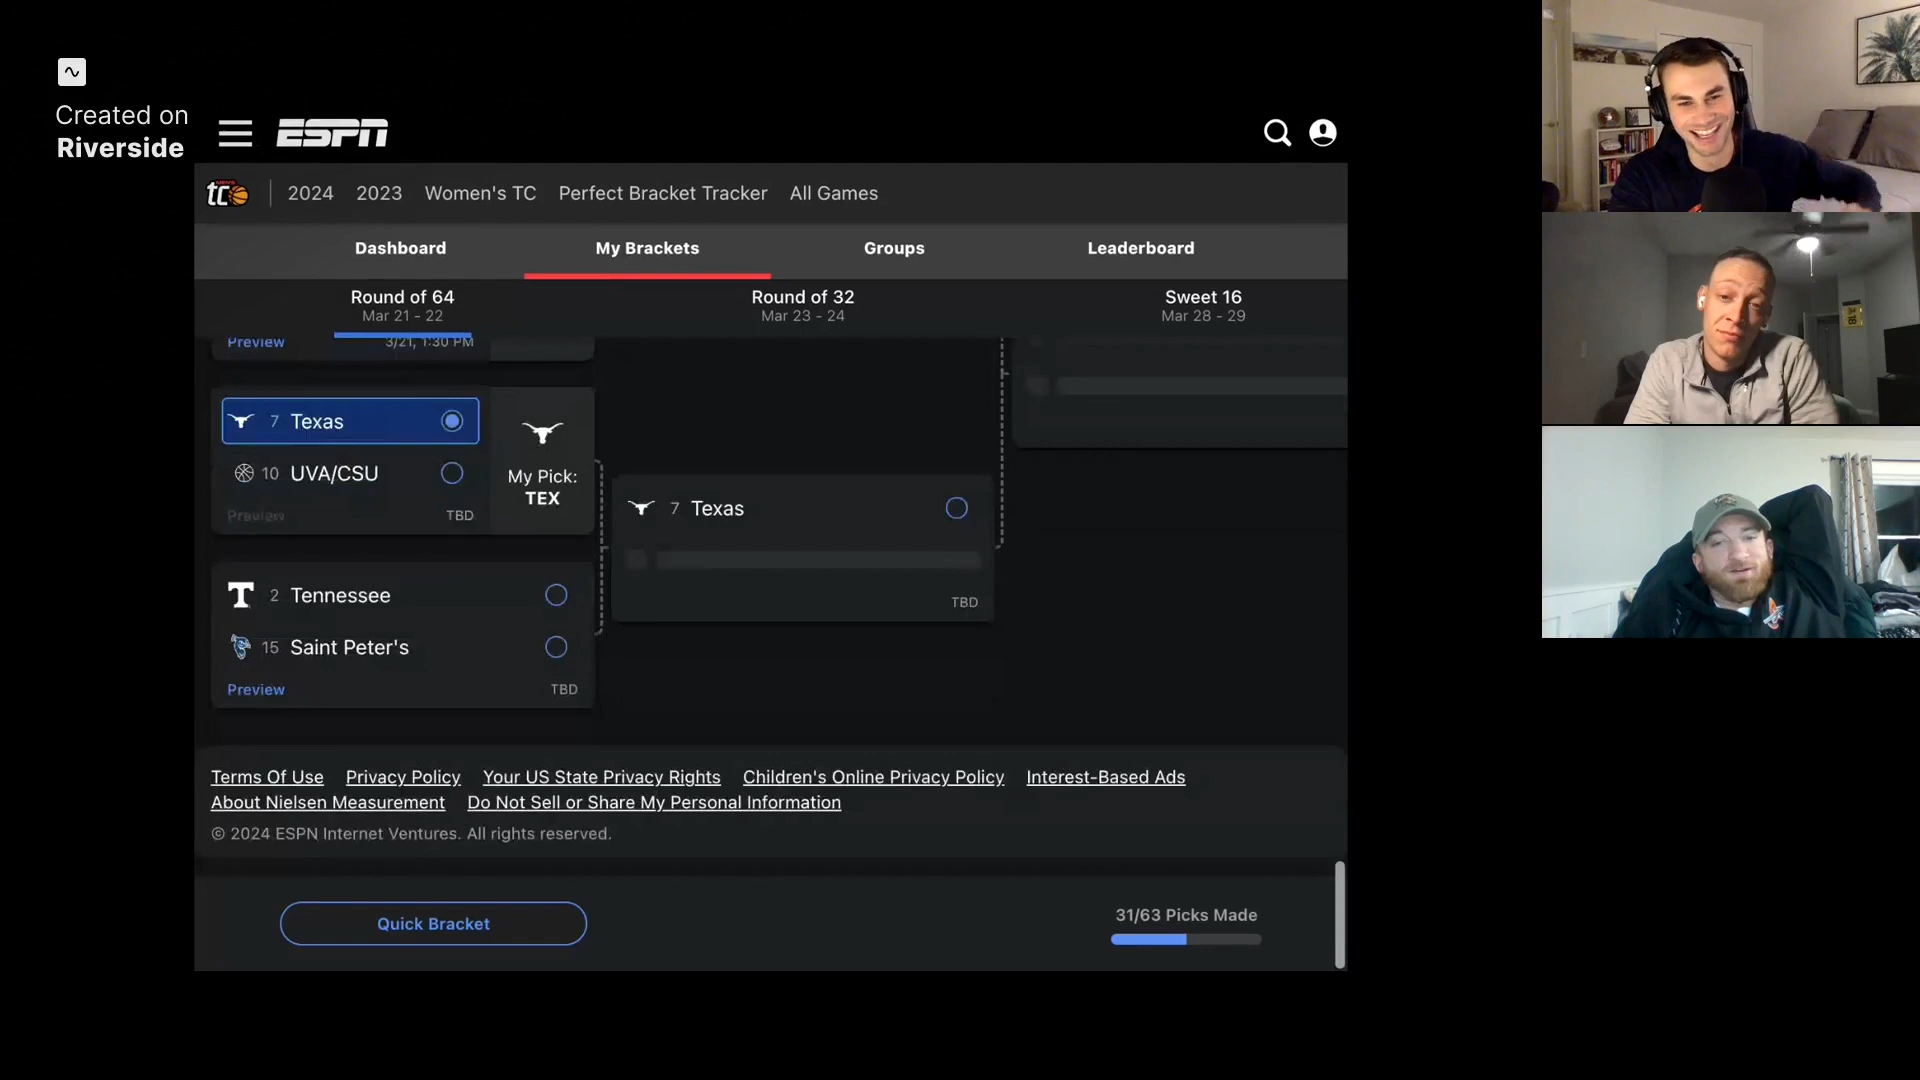 Created on
Riverside
ESPN
MEN'S
tC
2024 2023 Women's TC Perfect Bracket Tracker All Games
Dashboard My Brackets Groups Leaderboard
Round of 64 Round of 32 Sweet 16
Mar 21 - 22 Mar 23 - 24 Mar 28 - 29
Preview 3/21, 1:30 PM
7 Texas
10 UVA/CSU
Preview TBD
My Pick:
TEX
7 Texas
TBD
T 2 Tennessee
15 Saint Peter's
Preview TBD
Terms Of Use Privacy Policy Your US State Privacy Rights Children's Online Privacy Policy Interest-Based Ads
About Nielsen Measurement Do Not Sell or Share My Personal Information
© 2024 ESPN Internet Ventures. All rights reserved.
Quick Bracket
31/63 Picks Made